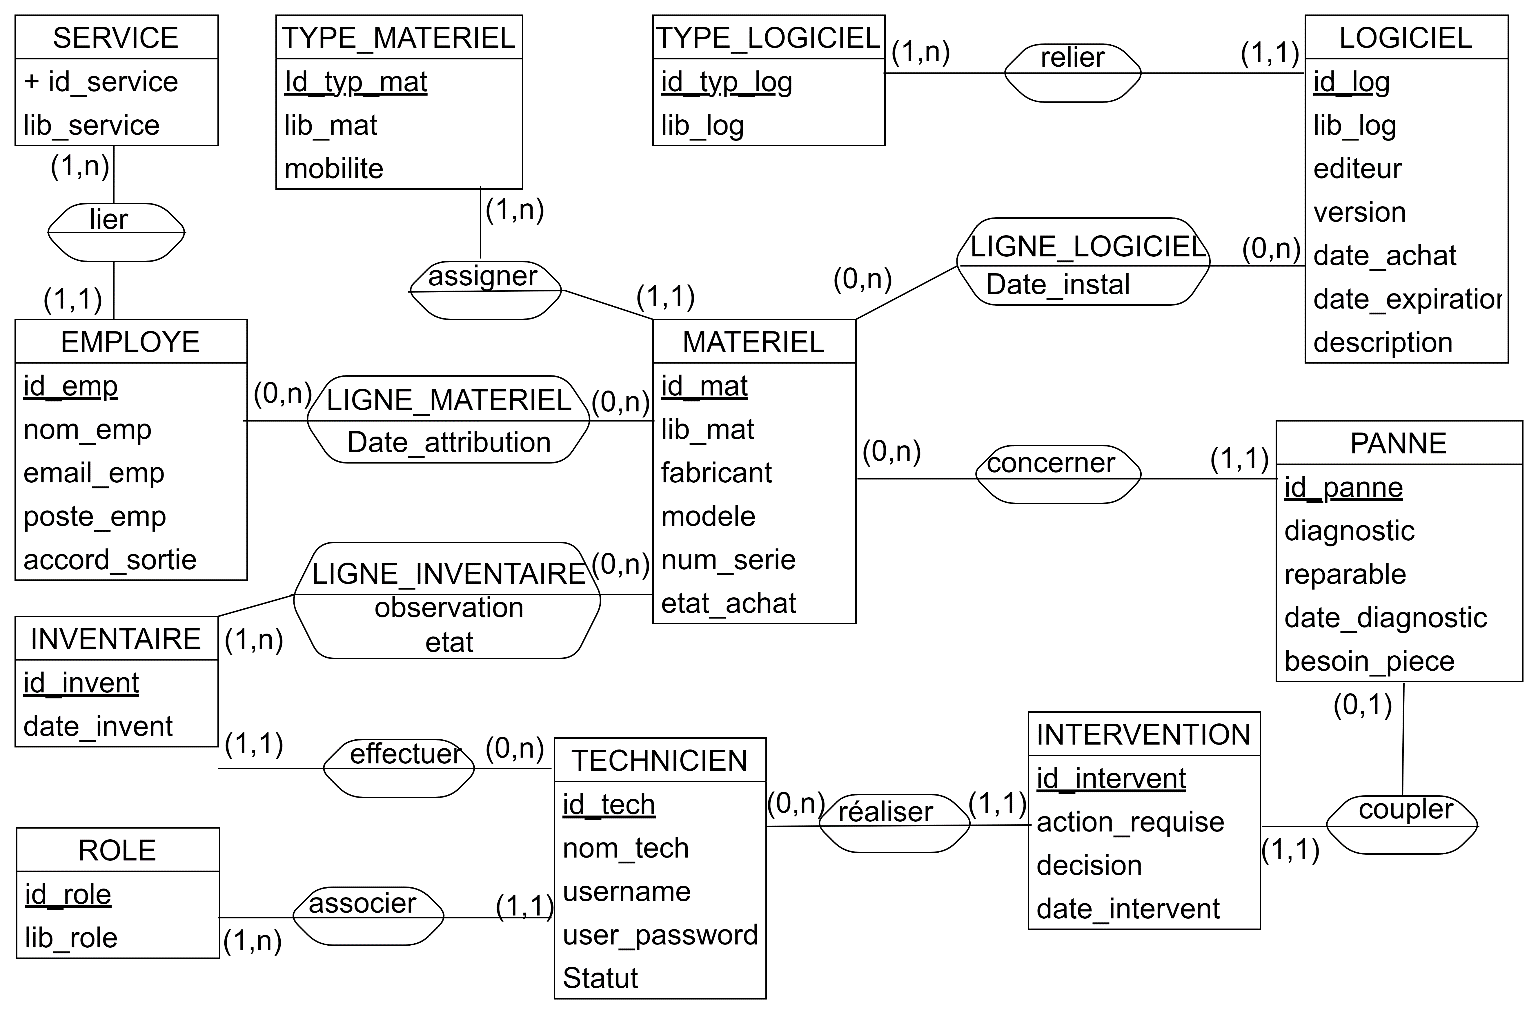 SERVICE
+ id_service
lib_service
(1,n)
lier
(1,1)
TYPE_MATERIEL
Id_typ_mat
lib_mat
mobilite
(1,n)
assigner
(1,1)
TYPE_LOGICIEL
id_typ_log
lib_log
(1,n)
relier
(1,1)
LOGICIEL
id_log
lib_log
editeur
version
date_achat
date_expiration
description
(0,n)
LIGNE_LOGICIEL
Date_instal
(0,n)
EMPLOYE
id_emp
nom_emp
email_emp
poste_emp
accord_sortie
(0,n)
LIGNE_MATERIEL
Date_attribution
(0,n)
MATERIEL
id_mat
lib_mat
fabricant
modele
num_serie
etat_achat
(0,n)
concerner
(1,1)
PANNE
id_panne
diagnostic
reparable
date_diagnostic
besoin_piece
(0,1)
LIGNE_INVENTAIRE
observation
etat
(0,n)
INVENTAIRE
id_invent
date_invent
(1,n)
(1,1)
effectuer
(0,n)
TECHNICIEN
id_tech
nom_tech
username
user_password
Statut
(0,n)
réaliser
(1,1)
INTERVENTION
id_intervent
action_requise
decision
date_intervent
(1,1)
coupler
ROLE
id_role
lib_role
(1,n)
associer
(1,1)